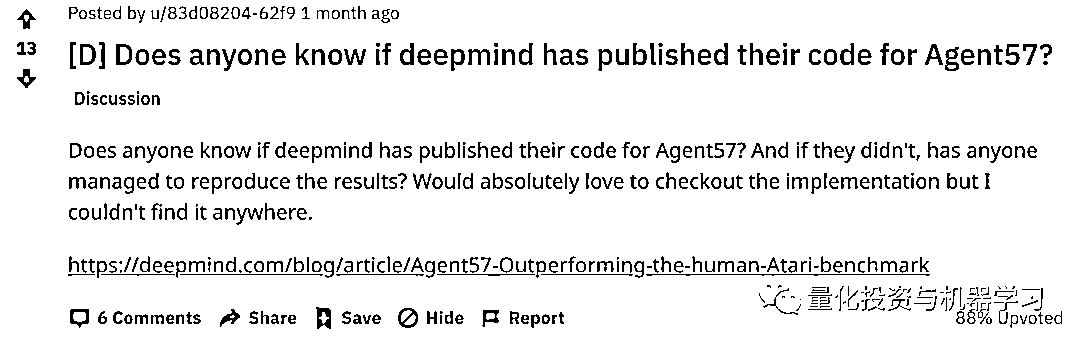 Posted by u/83d08204-62f9 1 month ago
13
[D] Does anyone know if deepmind has published their code for Agent57?
Discussion
Does anyone know if deepmind has published their code for Agent57? And if they didn't, has anyone
managed to reproduce the results? Would absolutely love to checkout the implementation but I
couldn't find it anywhere.
https://deepmind.com/blog/article/Agent57-Outperforming-the-human-Atari-benchmark
量化投资与机器学习
6 Comments Share Save Hide Report 88% Upvoted